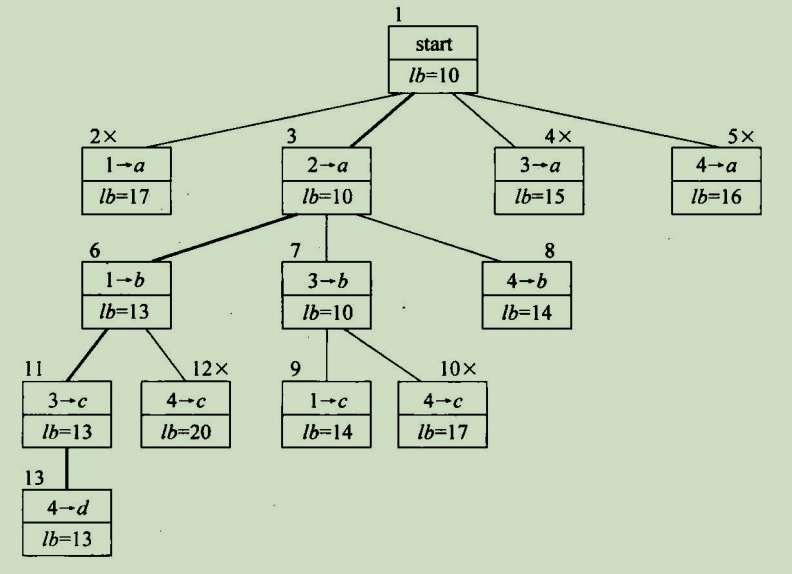 1
start
lb=10
2× 3 4× 5×
1→a 2→a 3→a 4→a
lb=17 lb=10 lb=15 lb=16
6 7 8
1→b 3→b 4→b
lb=13 lb=10 lb=14
11 12× 9 10×
3→c 4→c 1→c 4→c
lb=13 lb=20 lb=14 lb=17
13
4→d
lb=13